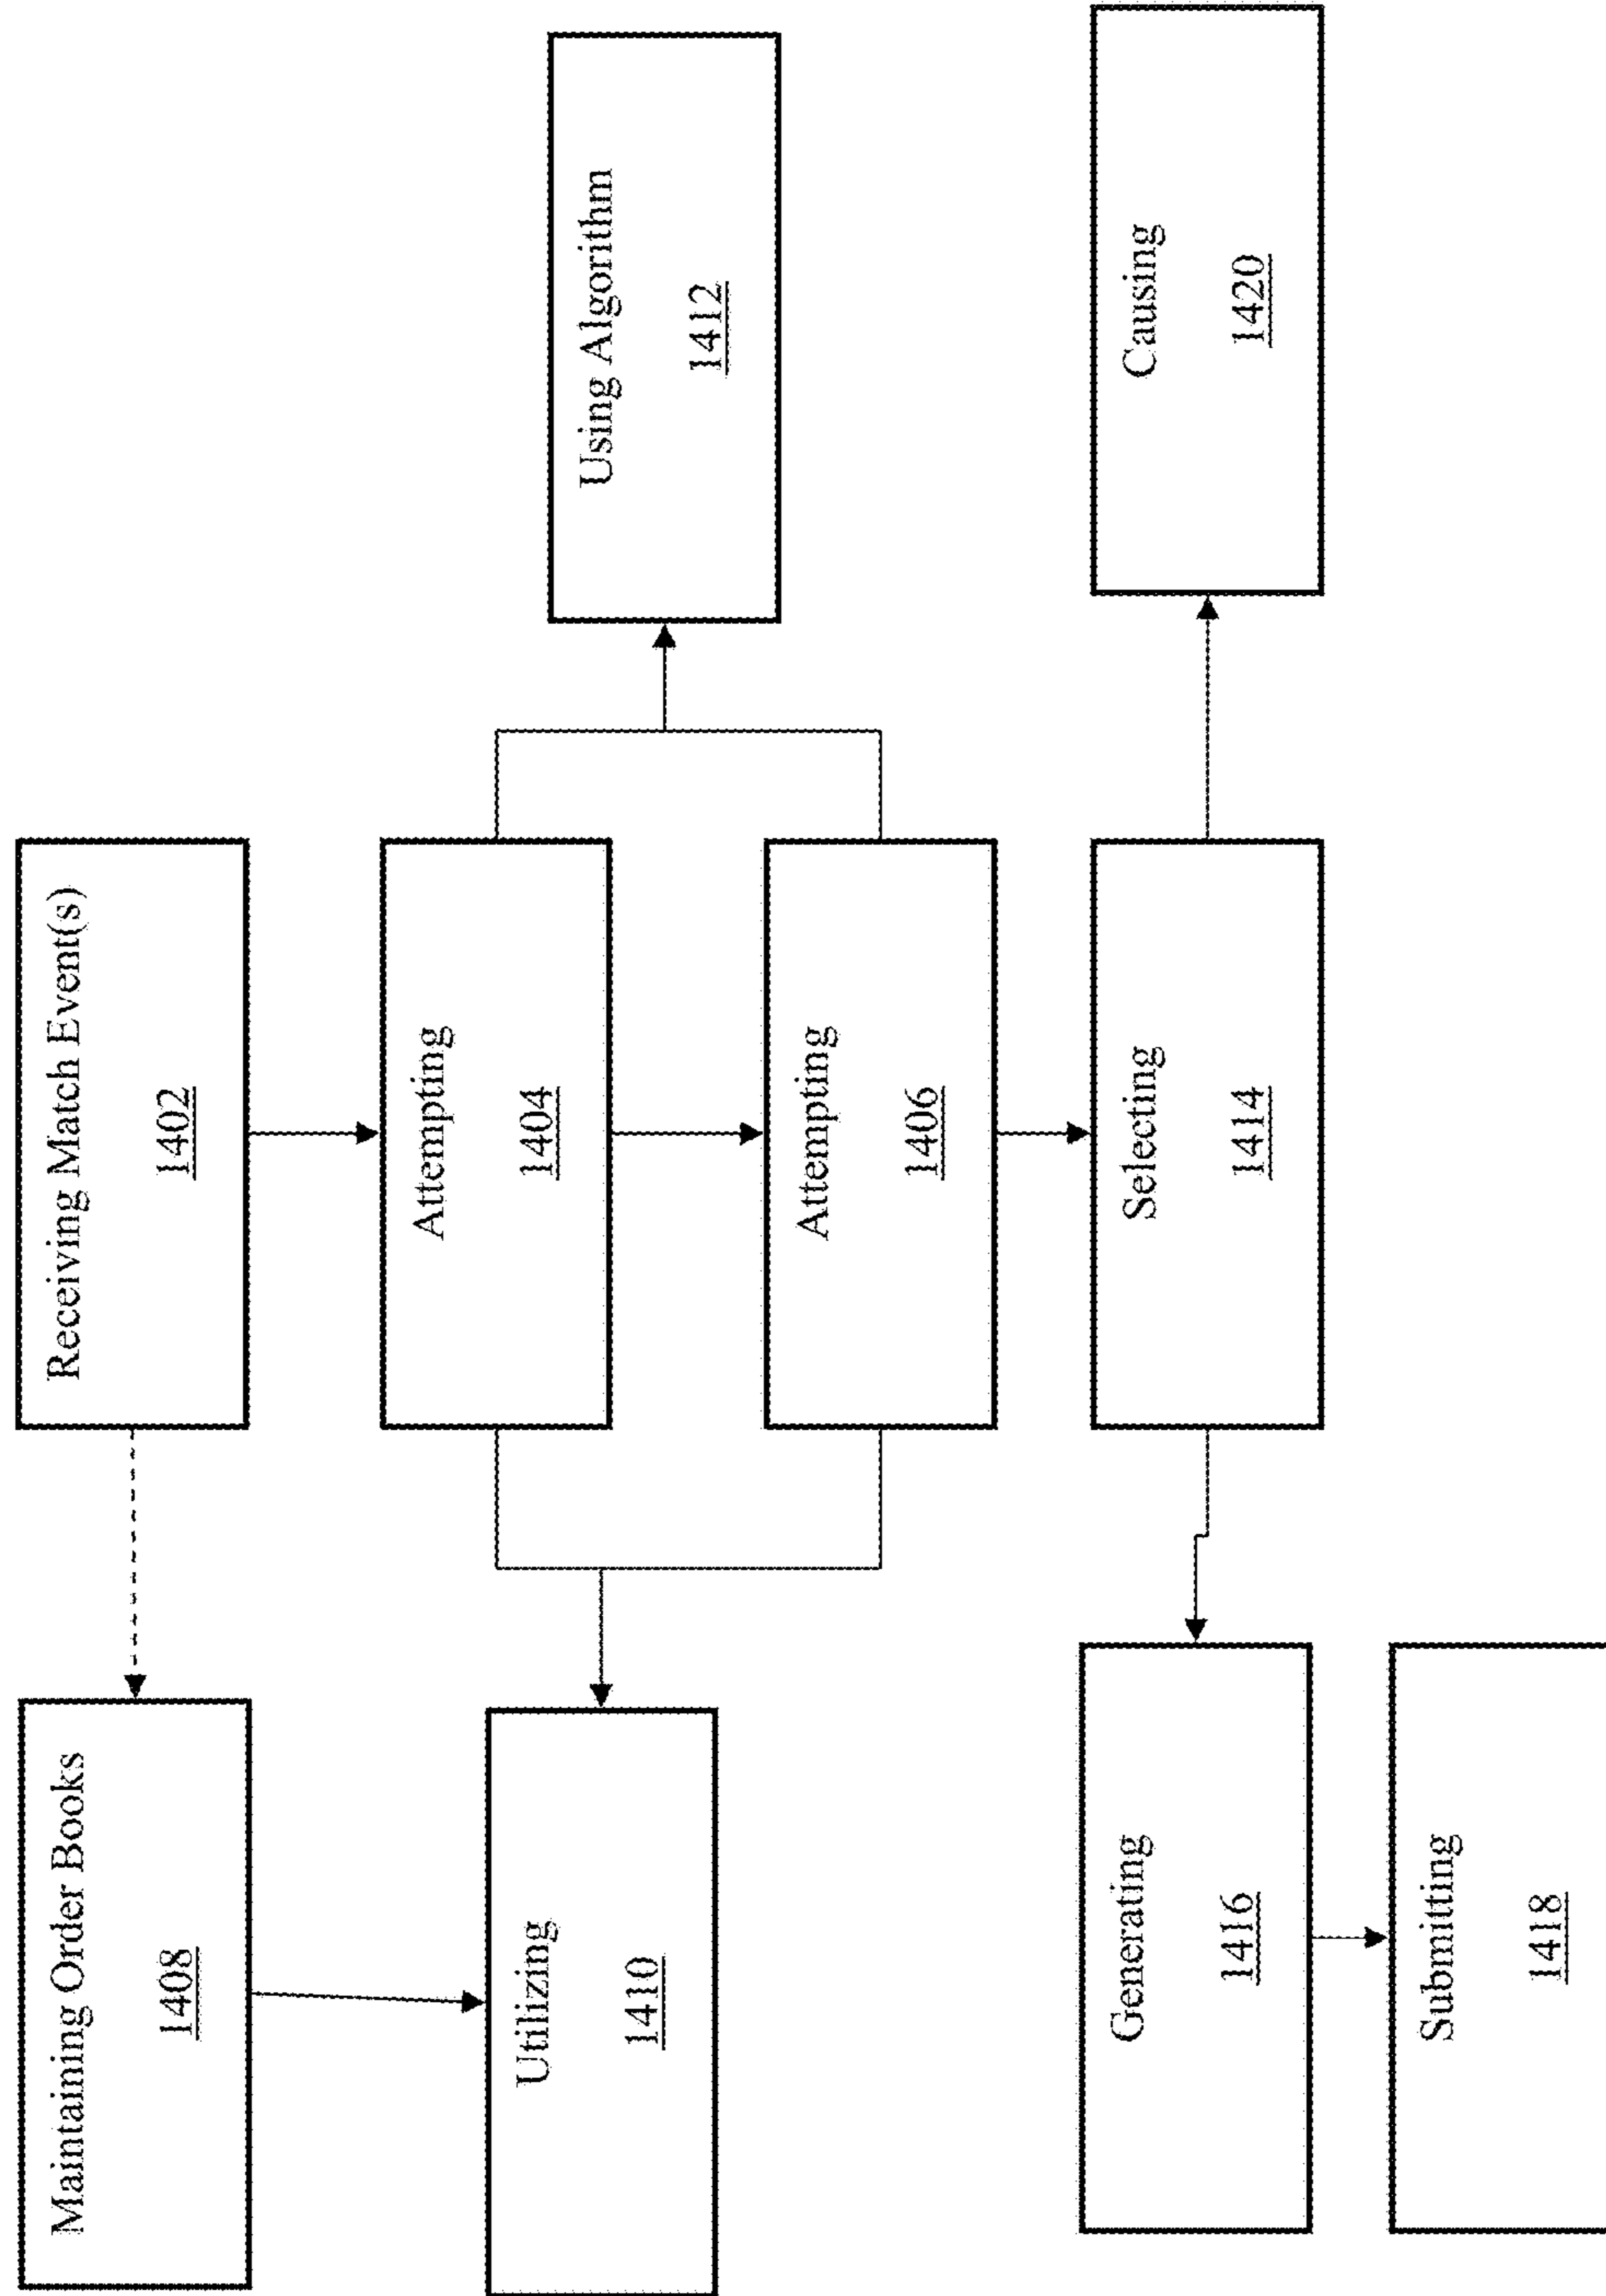 Maintaining Order Books
1408
Receiving Match Event(s)
1402
Attempting
1404
Utilizing
1410
Using Algorithm
1412
Attempting
1406
Generating
1416
Selecting
1414
Causing
1420
Submitting
1418